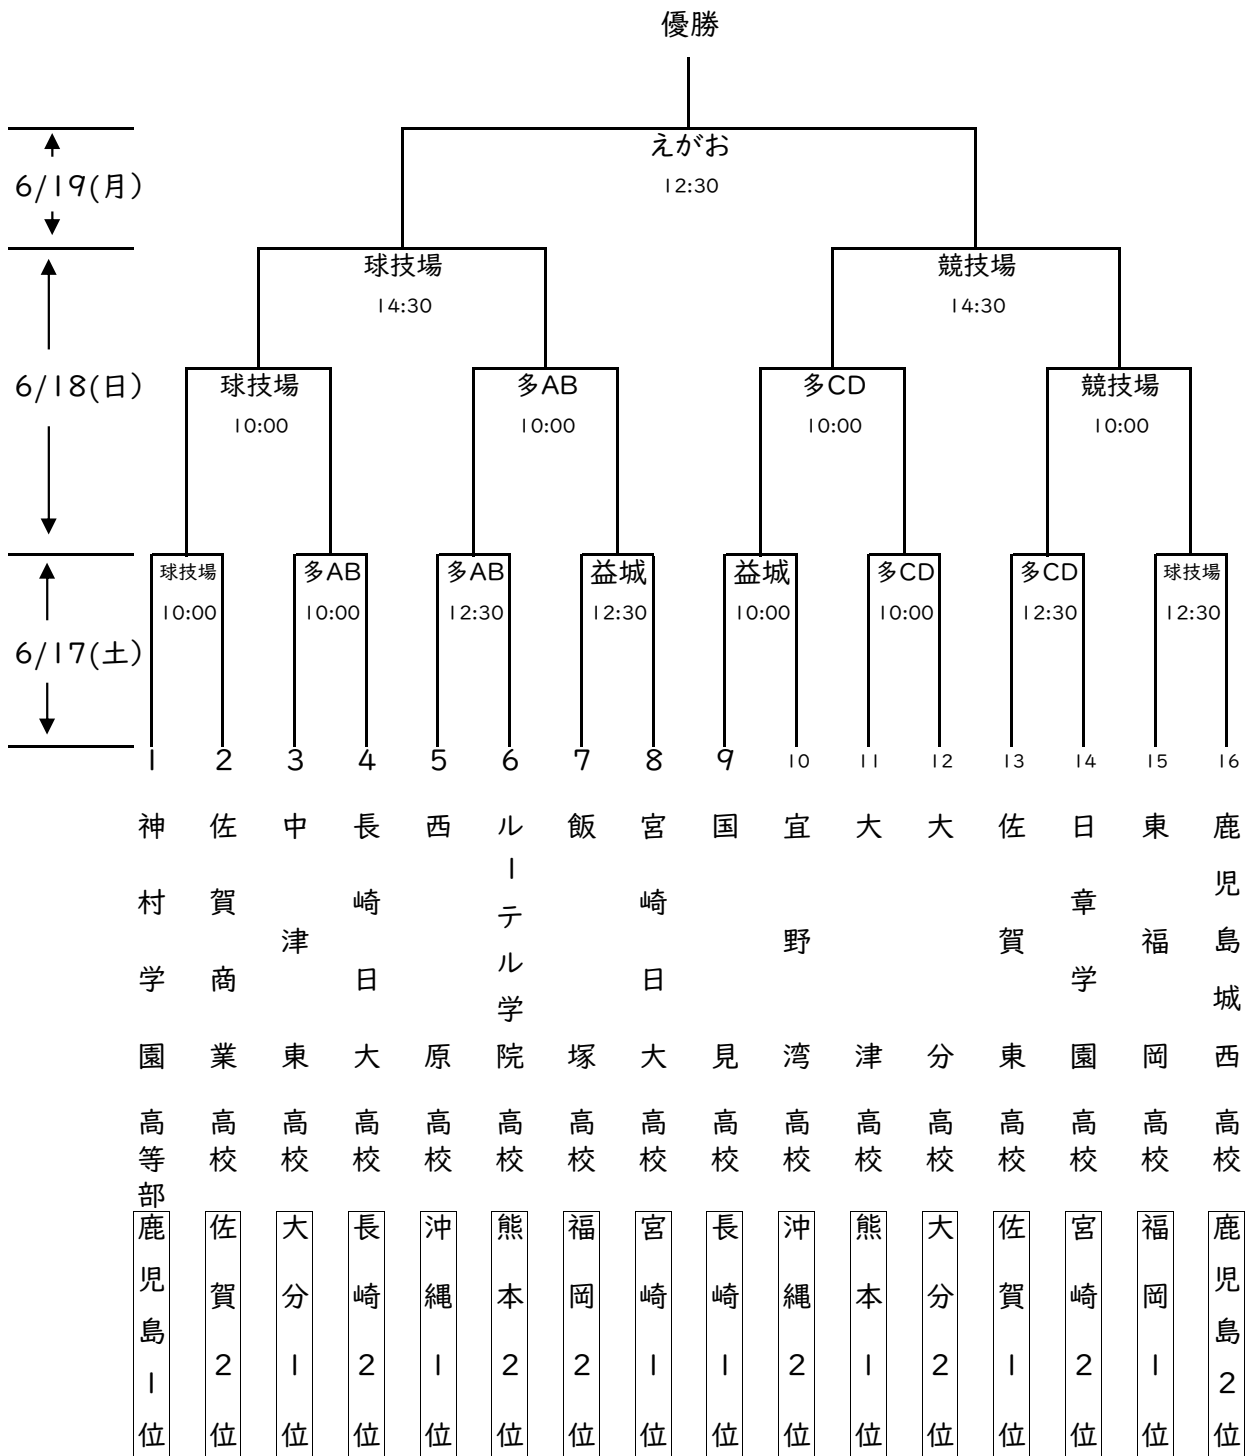 優勝
えがお
12:30
6/19(月)
球技場
14:30
競技場
14:30
6/18(日)
球技場
10:00
多AB
10:00
多CD
10:00
競技場
10:00
6/17(土)
球技場
10:00
多AB
10:00
多AB
12:30
益城
12:30
益城
10:00
多CD
10:00
多CD
12:30
球技場
12:30
1
神村学園高等部
鹿児島1位
2
佐賀商業高校
佐賀2位
3
中津東高校
大分1位
4
長崎日大高校
長崎2位
5
西原高校
沖縄1位
6
ルーテル学院高校
熊本2位
7
飯塚高校
福岡2位
8
宮崎日大高校
宮崎1位
9
国見高校
長崎1位
10
宜野湾高校
沖縄2位
11
大津高校
熊本1位
12
大分高校
大分2位
13
佐賀東高校
佐賀1位
14
日章学園高校
宮崎2位
15
東福岡高校
福岡1位
16
鹿児島城西高校
鹿児島2位